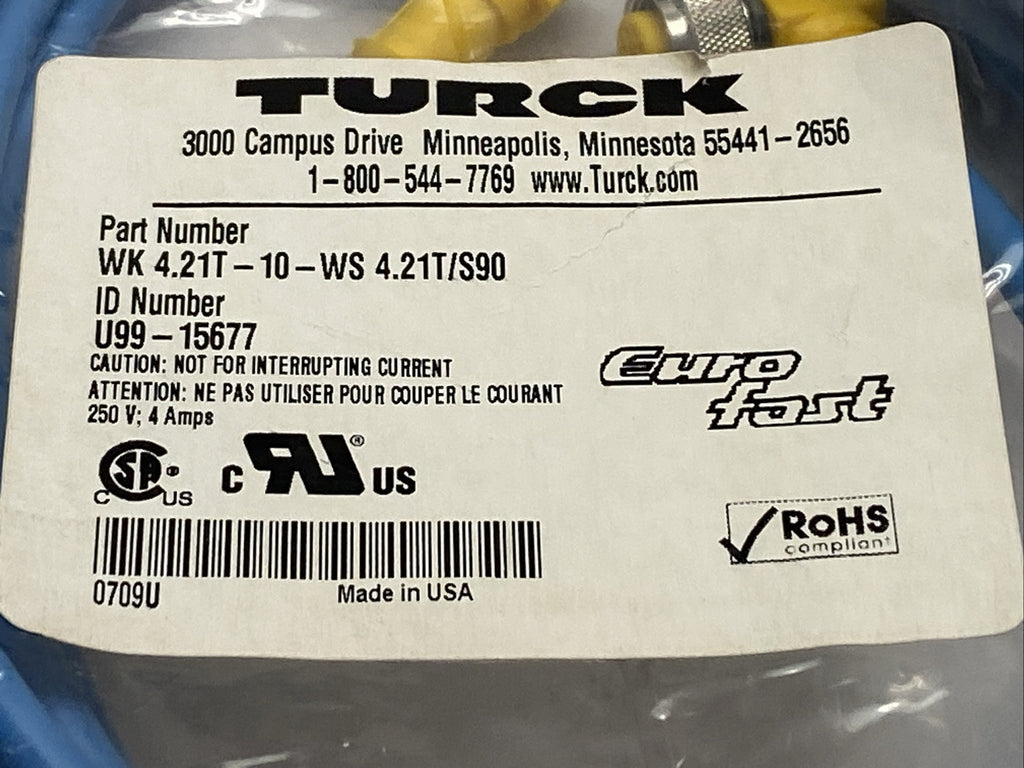 TURCK
3000 Campus Drive Minneapolis, Minnesota 55441-2656
1-800-544-7769 www.Turck.com
Part Number
WK 4.21T-10-WS 4.21T/S90
ID Number
U99-15677
CAUTION: NOT FOR INTERRUPTING CURRENT
ATTENTION: NE PAS UTILISER POUR COUPER LE COURANT
250 V; 4 Amps
Euro
fast
C SA ® US
C RU ® US
RoHS
compliant
0709U
Made in USA